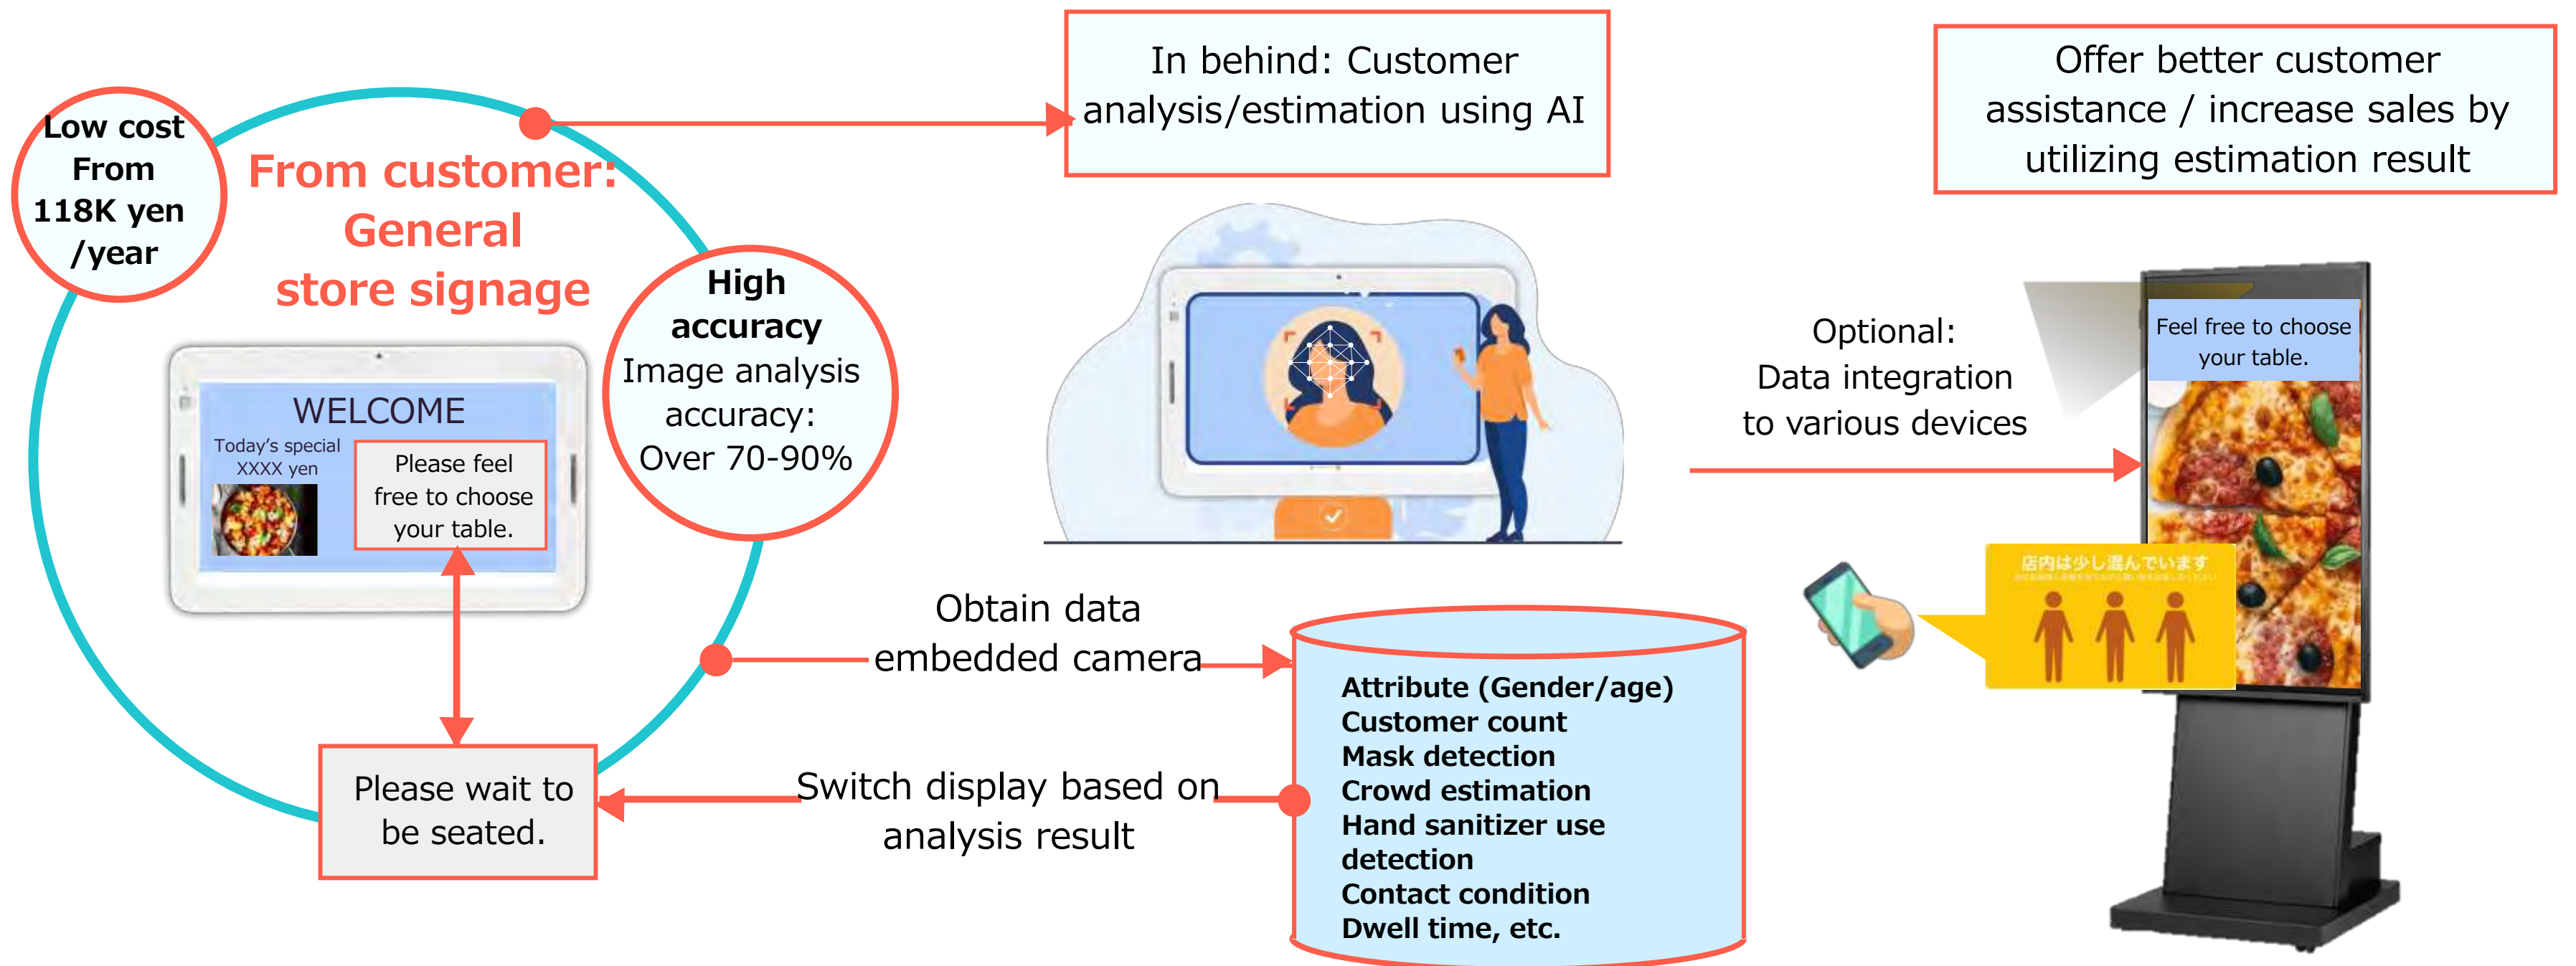 Low cost
From
118K yen
/year
From customer:
General
store signage
High
accuracy
Image analysis
accuracy:
Over 70-90%
WELCOME
Today's special
XXXX yen
Please feel
free to choose
your table.
Please wait to
be seated.
In behind: Customer
analysis/estimation using AI
Obtain data
embedded camera
Switch display based on
analysis result
Attribute (Gender/age)
Customer count
Mask detection
Crowd estimation
Hand sanitizer use
detection
Contact condition
Dwell time, etc.
Offer better customer
assistance / increase sales by
utilizing estimation result
Optional:
Data integration
to various devices
Feel free to choose
your table.
店内は少し混んでいます